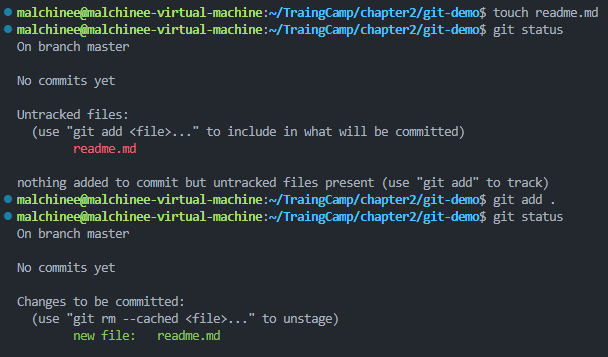 malchinee@malchinee-virtual-machine:~/TraingCamp/chapter2/git-demo$ touch readme.md
malchinee@malchinee-virtual-machine:~/TraingCamp/chapter2/git-demo$ git status
On branch master

No commits yet

Untracked files:
  (use "git add <file>..." to include in what will be committed)
        readme.md

nothing added to commit but untracked files present (use "git add" to track)
malchinee@malchinee-virtual-machine:~/TraingCamp/chapter2/git-demo$ git add .
malchinee@malchinee-virtual-machine:~/TraingCamp/chapter2/git-demo$ git status
On branch master

No commits yet

Changes to be committed:
  (use "git rm --cached <file>..." to unstage)
        new file:   readme.md